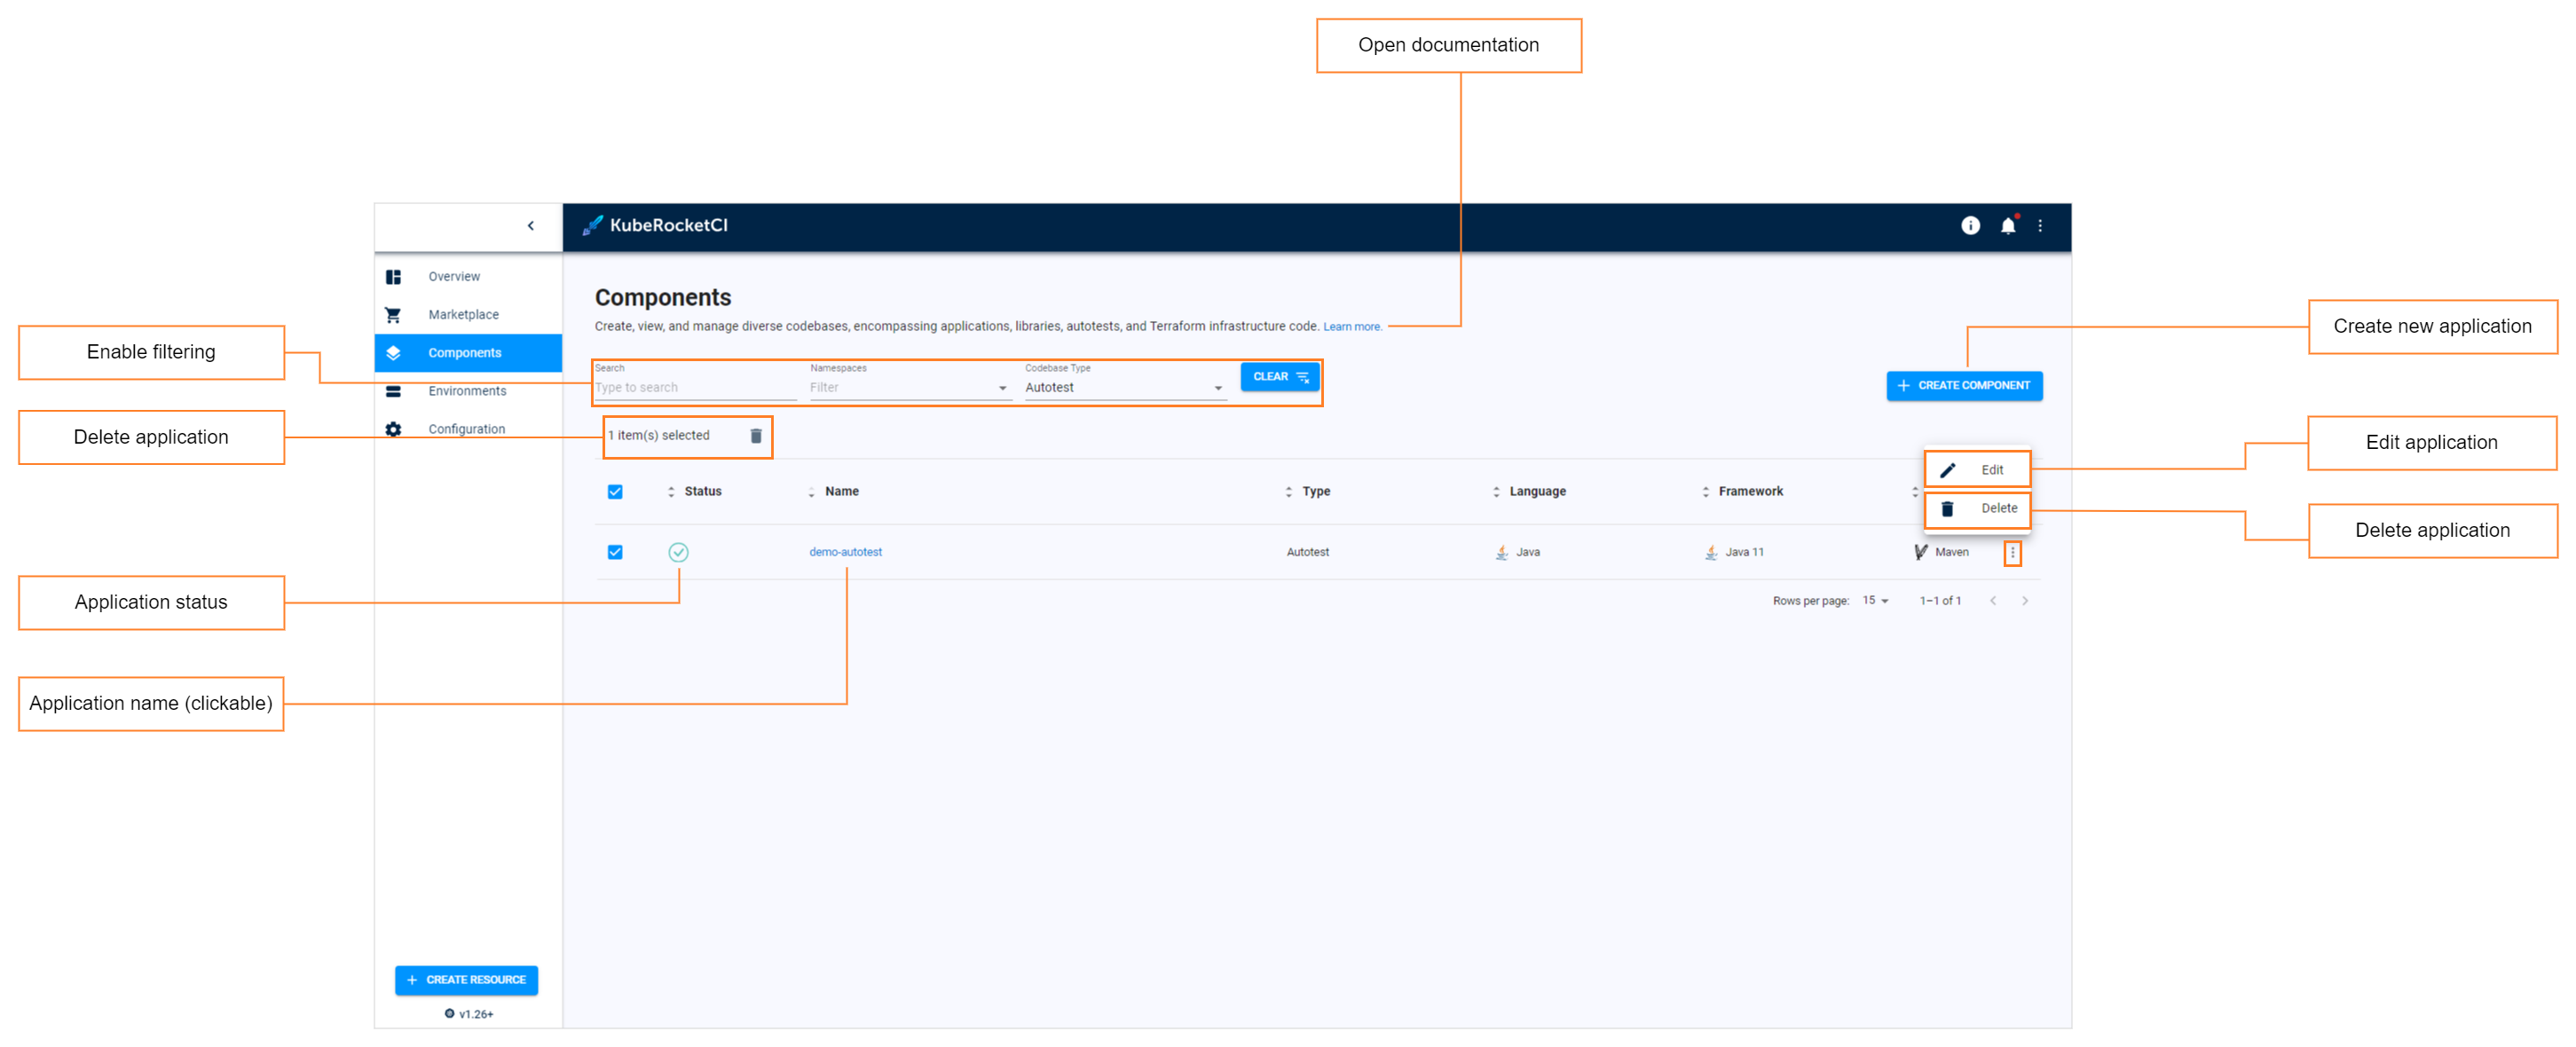 Open documentation
KubeRocketCI
Overview
Marketplace
Components
Environments
Configuration
Components
Create, view, and manage diverse codebases, encompassing applications, libraries, autotests, and Terraform infrastructure code. Learn more.
Enable filtering
Search
Type to search
Namespaces
Filter
Codebase Type
Autotest
CLEAR
Create new application
CREATE COMPONENT
Delete application
1 item(s) selected
Edit application
Edit
Delete
Delete application
Status
Name
Type
Language
Framework
demo-autotest
Autotest
Java
Java 11
Maven
Application status
Rows per page: 15
1–1 of 1
Application name (clickable)
CREATE RESOURCE
v1.26+